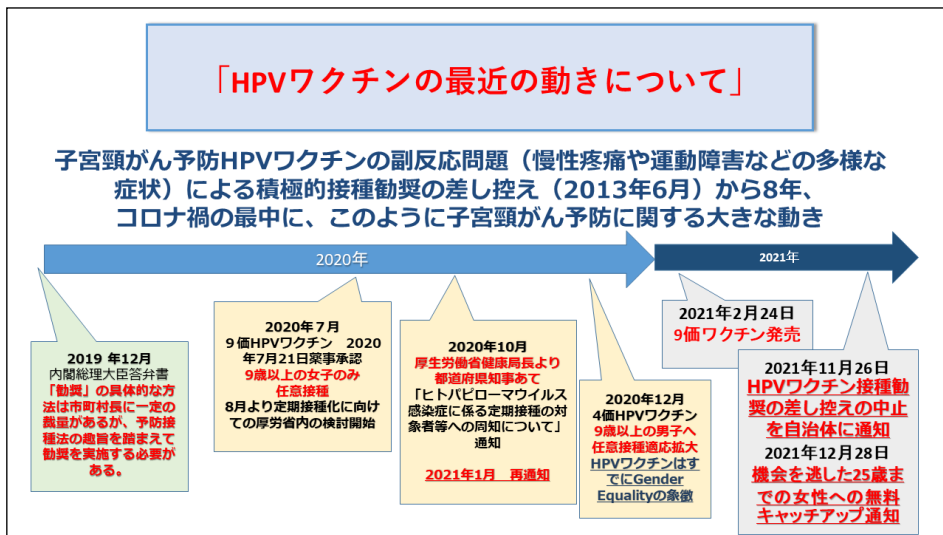 「HPVワクチンの最近の動きについて」
子宮頸がん予防HPVワクチンの副反応問題（慢性疼痛や運動障害などの多様な
症状）による積極的接種勧奨の差し控え（2013年6月）から8年、
コロナ禍の最中に、このように子宮頸がん予防に関する大きな動き
2020年
2021年
2019 年12月
内閣総理大臣答弁書
「勧奨」の具体的な方
法は市町村長に一定の
裁量があるが、予防接
種法の趣旨を踏まえて
勧奨を実施する必要が
ある。
2020年７月
９価HPVワクチン　2020
年7月21日薬事承認
9歳以上の女子のみ
任意接種
8月より定期接種化に向け
ての厚労省内の検討開始
2020年10月
厚生労働省健康局長より
都道府県知事あて
「ヒトパピローマウイルス
感染症に係る定期接種の対
象者等への周知について」
通知
2021年1月　再通知
2020年12月
4価HPVワクチン
9歳以上の男子へ
任意接種適応拡大
HPVワクチンはす
でにGender
Equalityの象徴
2021年2月24日
9価ワクチン発売
2021年11月26日
HPVワクチン接種勧
奨の差し控えの中止
を自治体に通知
2021年12月28日
機会を逃した25歳ま
での女性への無料
キャッチアップ通知